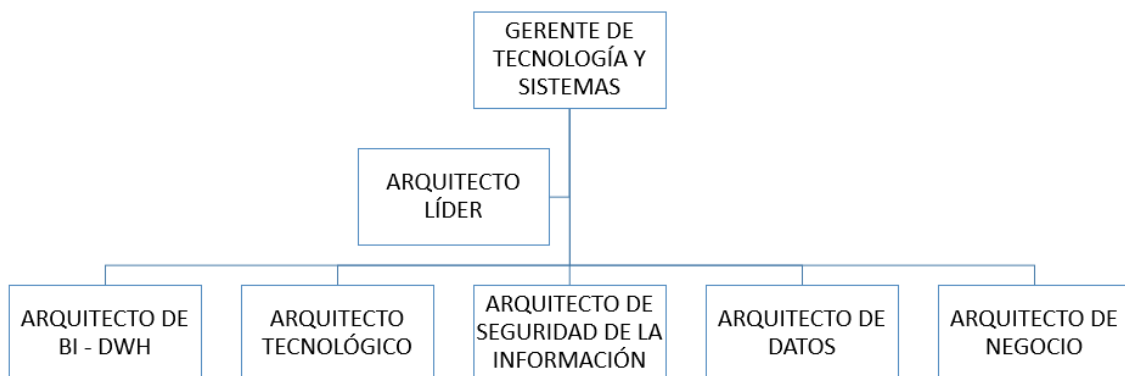 GERENTE DE
TECNOLOGÍA Y
SISTEMAS
ARQUITECTO
LÍDER
ARQUITECTO DE
BI - DWH
ARQUITECTO
TECNOLÓGICO
ARQUITECTO DE
SEGURIDAD DE LA
INFORMACIÓN
ARQUITECTO DE
DATOS
ARQUITECTO DE
NEGOCIO